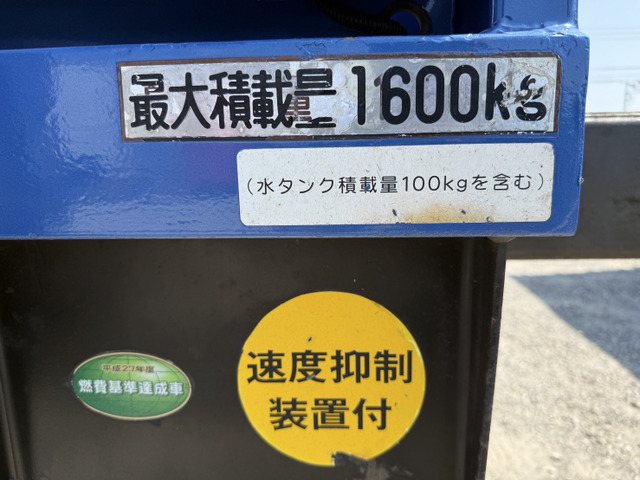 最大積載量 1600kg
(水タンク積載量100kgを含む)
平成27年度
燃費基準達成車
速度抑制
装置付